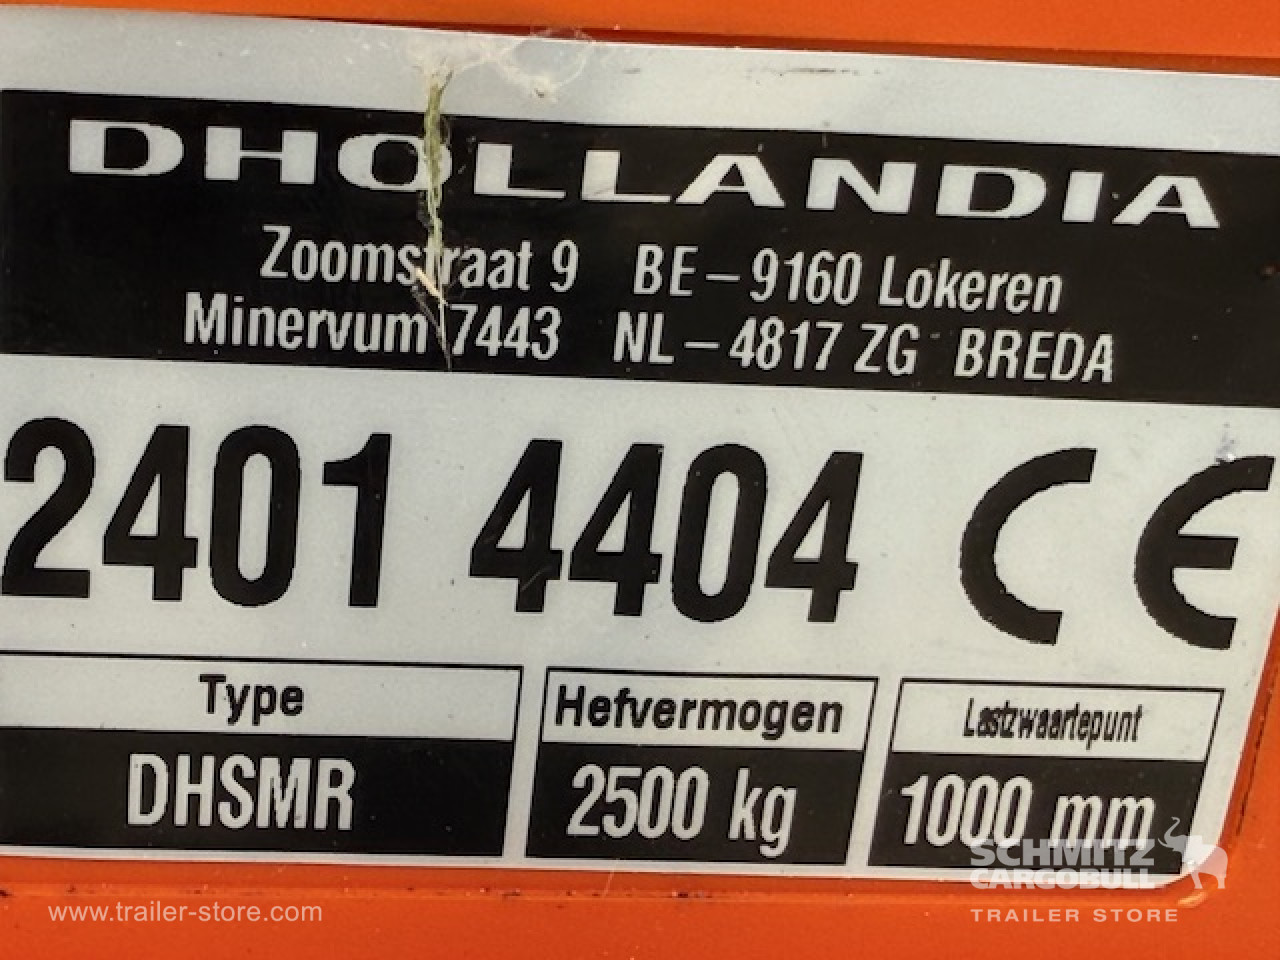 DHOLLANDIA
Zoomstraat 9 BE-9160 Lokeren
Minervum 7443 NL-4817 ZG BREDA
2401 4404 CE
Type Hefvermogen Lastzwaartepunt
DHSMR 2500 kg 1000 mm
SCHMITZ
CARGOBULL
www.trailer-store.com TRAILER STORE